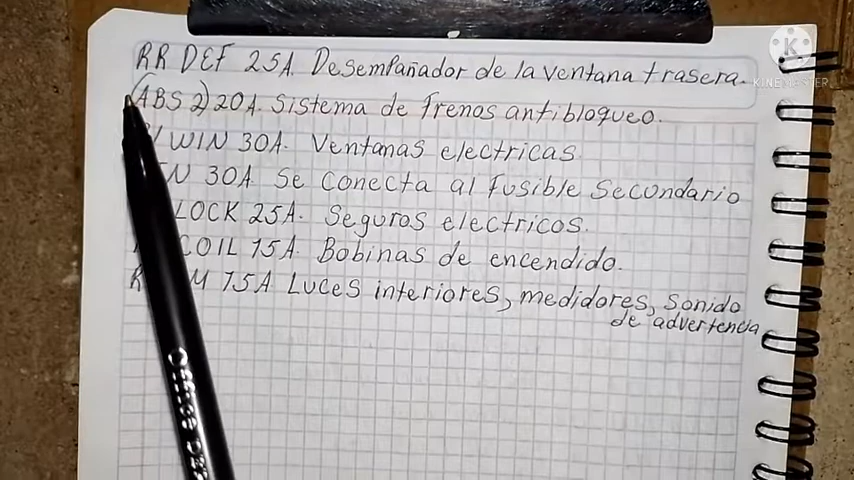 RR DEF 25A Desempañador de la ventana trasera.
KINEMASTER
(ABS 2) 20A Sistema de frenos antibloqueo.
WIN 30A. Ventanas electricas
30A Se conecta al fusible secundario
LOCK 25A. Seguros electricos.
COIL 15A. Bobinas de encendido.
15A Luces interiores, medidores, sonido
de advertencia